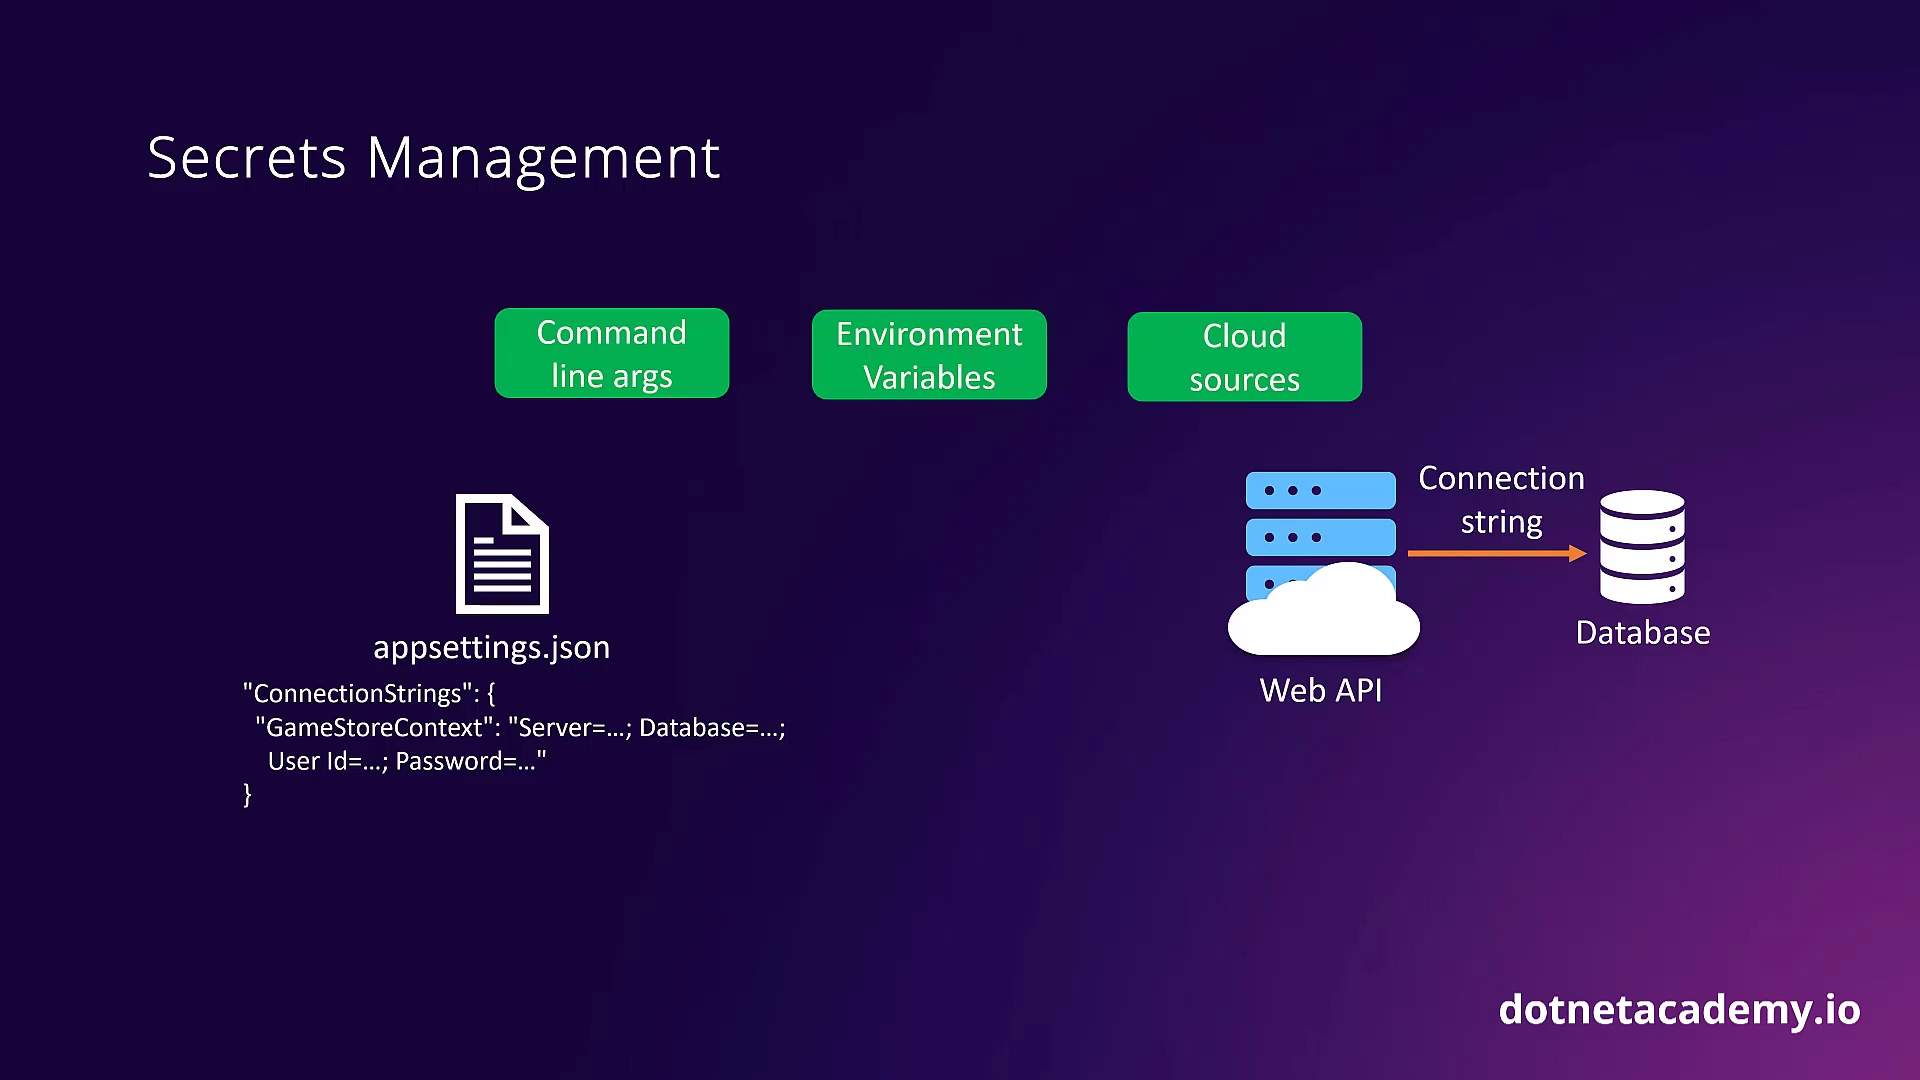 Secrets Management
Command
line args
Environment
Variables
Cloud
sources
Connection
string
Database
Web API
appsettings.json
"ConnectionStrings": {
"GameStoreContext": "Server=...; Database=...;
User Id=...; Password=..."
}
dotnetacademy.io